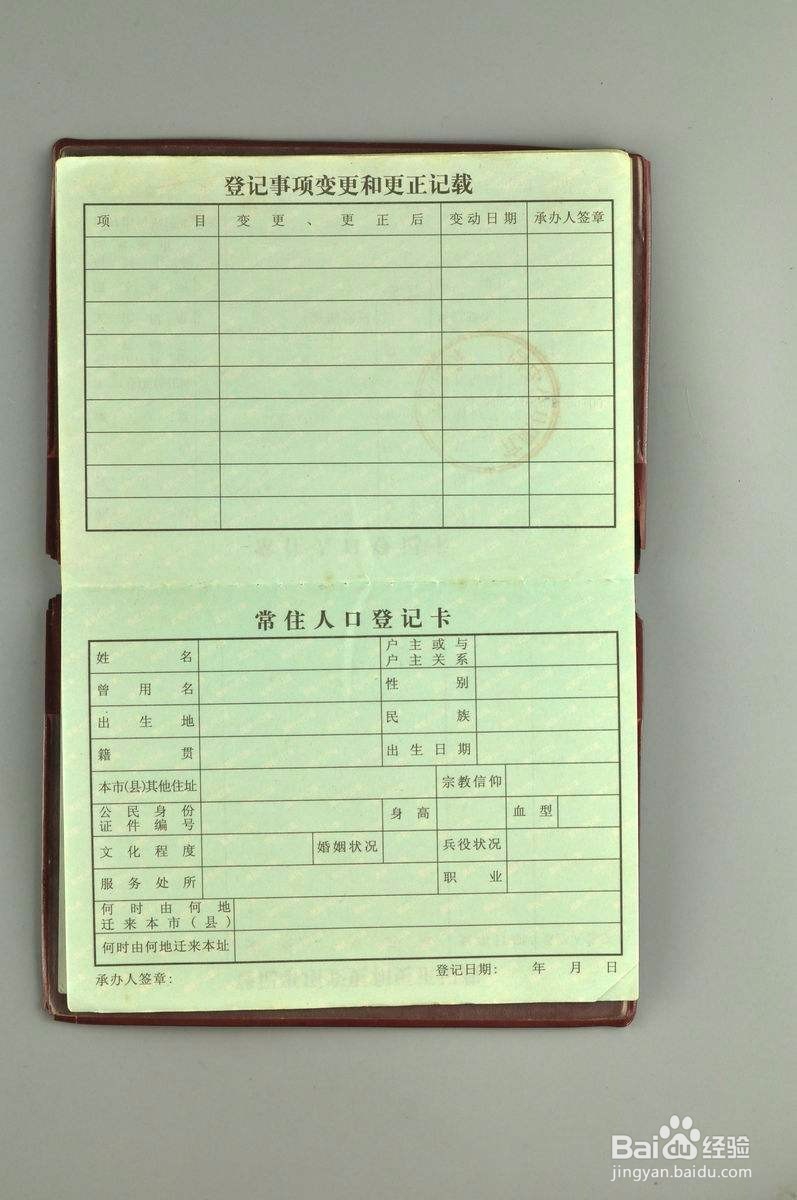 登记事项变更和更正记载
项目 变更、更正后 变动日期 承办人签章
常住人口登记卡
姓名 户主或与户主关系
曾用名 性别
出生地 民族
籍贯 出生日期
本市(县)其他住址 宗教信仰
公民身份证件编号 身高 血型
文化程度 婚姻状况 兵役状况
服务处所 职业
何时由何地迁来本市(县)
何时由何地迁来本址
承办人签章: 登记日期: 年 月 日
Baidu 经验
jingyan.baidu.com